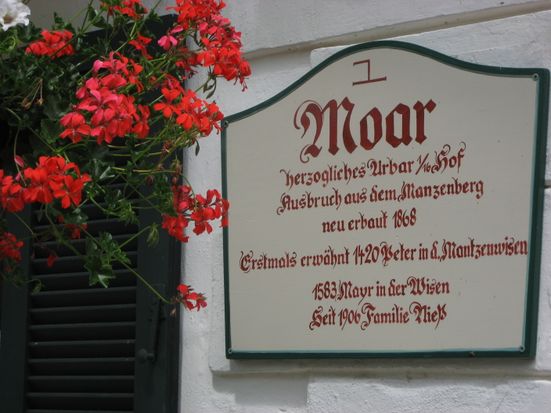 1
Moar
herzogliches Urbar 1/16 Hof
Ausbruch aus dem Manzenberg
neu erbaut 1868
Erstmals erwähnt 1420 Peter in d. Mantzenwisen
1583 Mayr in der Wisen
Seit 1906 Familie Nieß